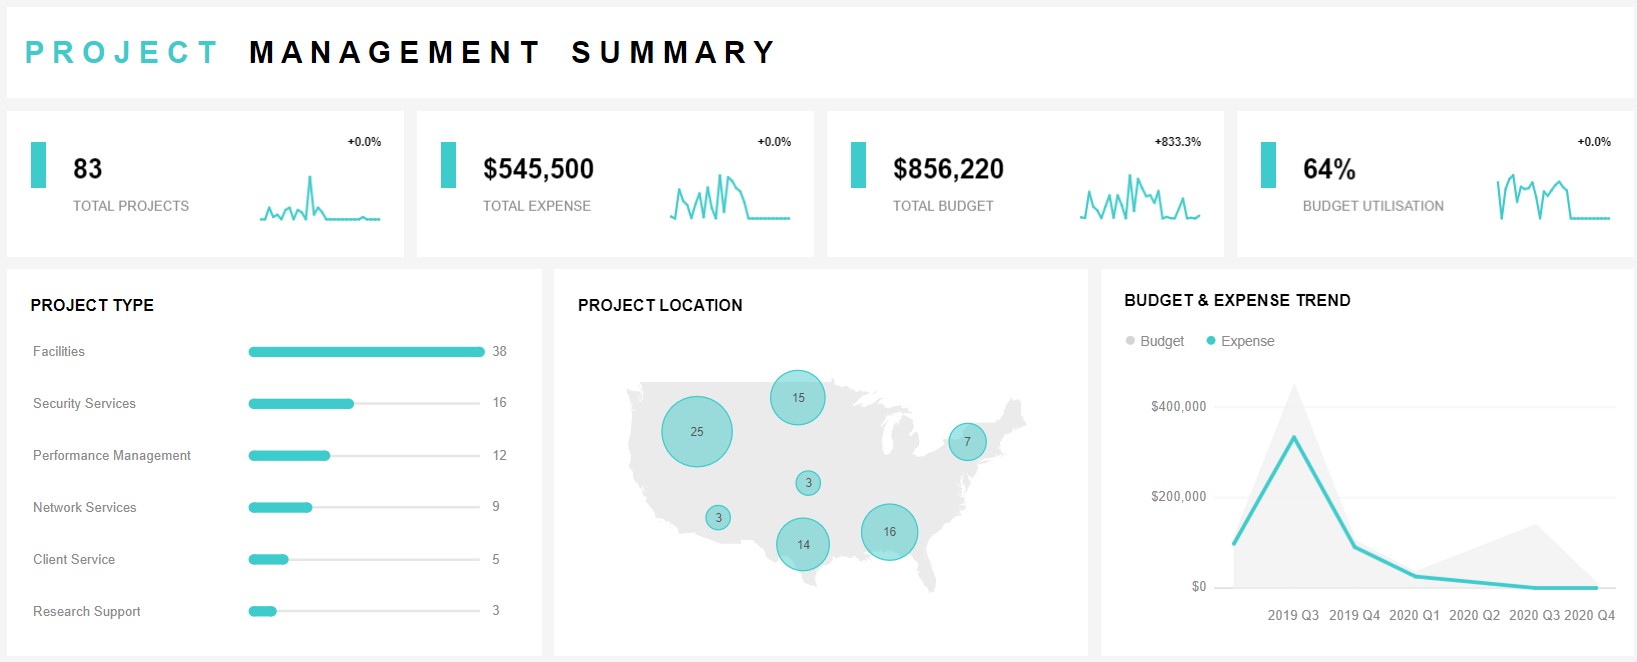 PROJECT MANAGEMENT SUMMARY
+0.0%
83
TOTAL PROJECTS
+0.0%
$545,500
TOTAL EXPENSE
+833.3%
$856,220
TOTAL BUDGET
+0.0%
64%
BUDGET UTILISATION
PROJECT TYPE
Facilities 38
Security Services 16
Performance Management 12
Network Services 9
Client Service 5
Research Support 3
PROJECT LOCATION
15
25
7
3
3
16
14
BUDGET & EXPENSE TREND
Budget Expense
$400,000
$200,000
$0
2019 Q3 2019 Q4 2020 Q1 2020 Q2 2020 Q3 2020 Q4